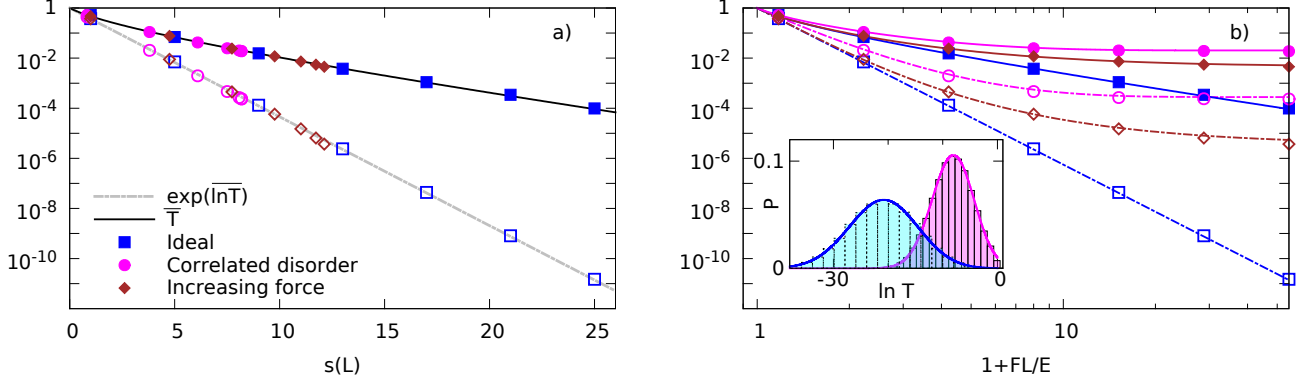 1
10^-2
10^-4
10^-6
10^-8
10^-10
a)
exp(lnT)
T
Ideal
Correlated disorder
Increasing force
0 5 10 15 20 25
s(L)
1
10^-2
10^-4
10^-6
10^-8
10^-10
b)
0.1
P
0
-30 0
ln T
1 10
1+FL/E